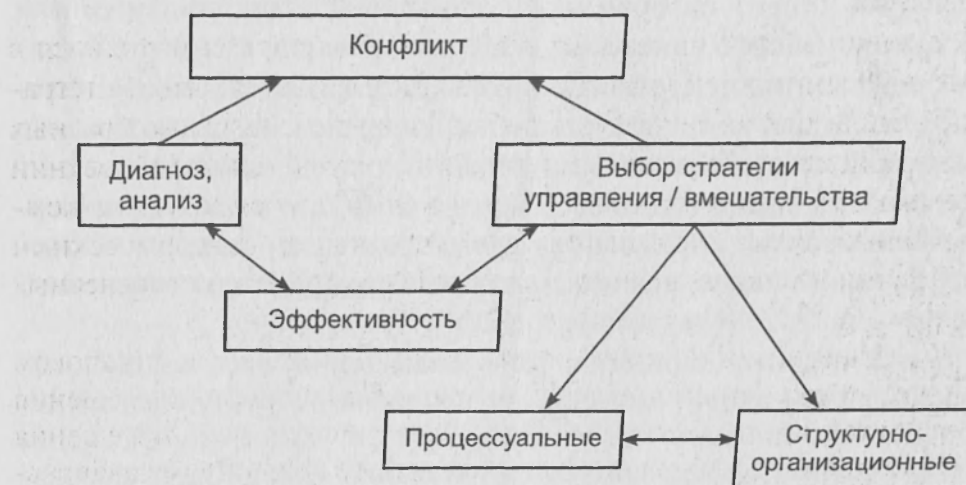 Конфликт
Диагноз,
анализ
Выбор стратегии
управления / вмешательства
Эффективность
Процессуальные
Структурно-
организационные